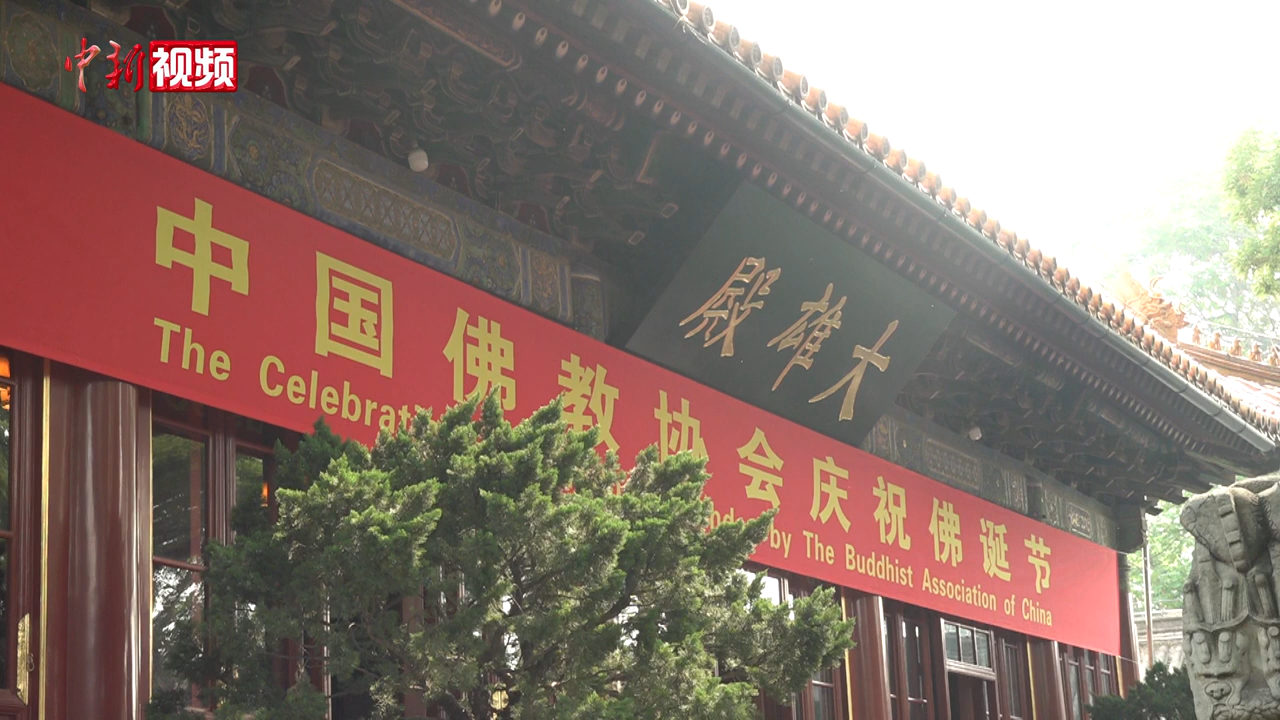 中新视频
大雄殿
中国佛教协会庆祝佛诞节
The Celebrati by The Buddhist Association of China